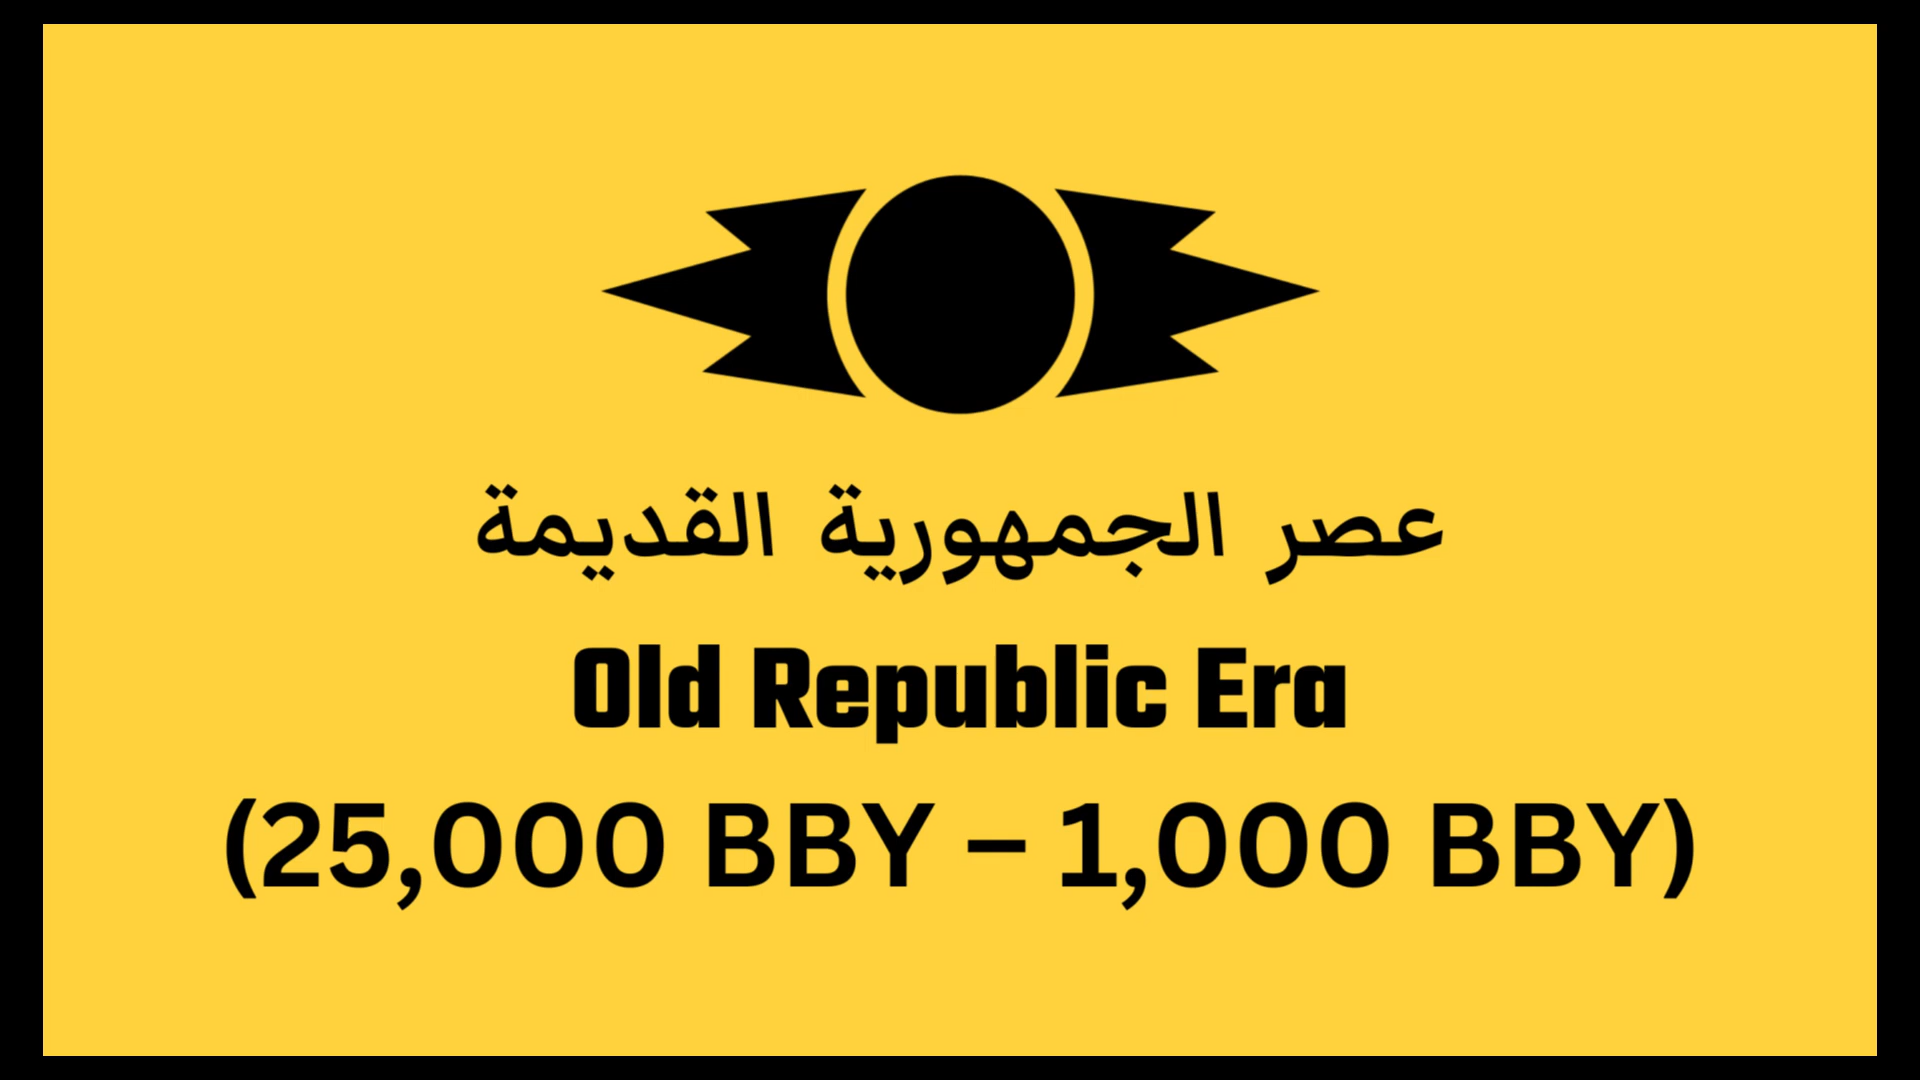 عصر الجمهورية القديمة
Old Republic Era
(25,000 BBY – 1,000 BBY)